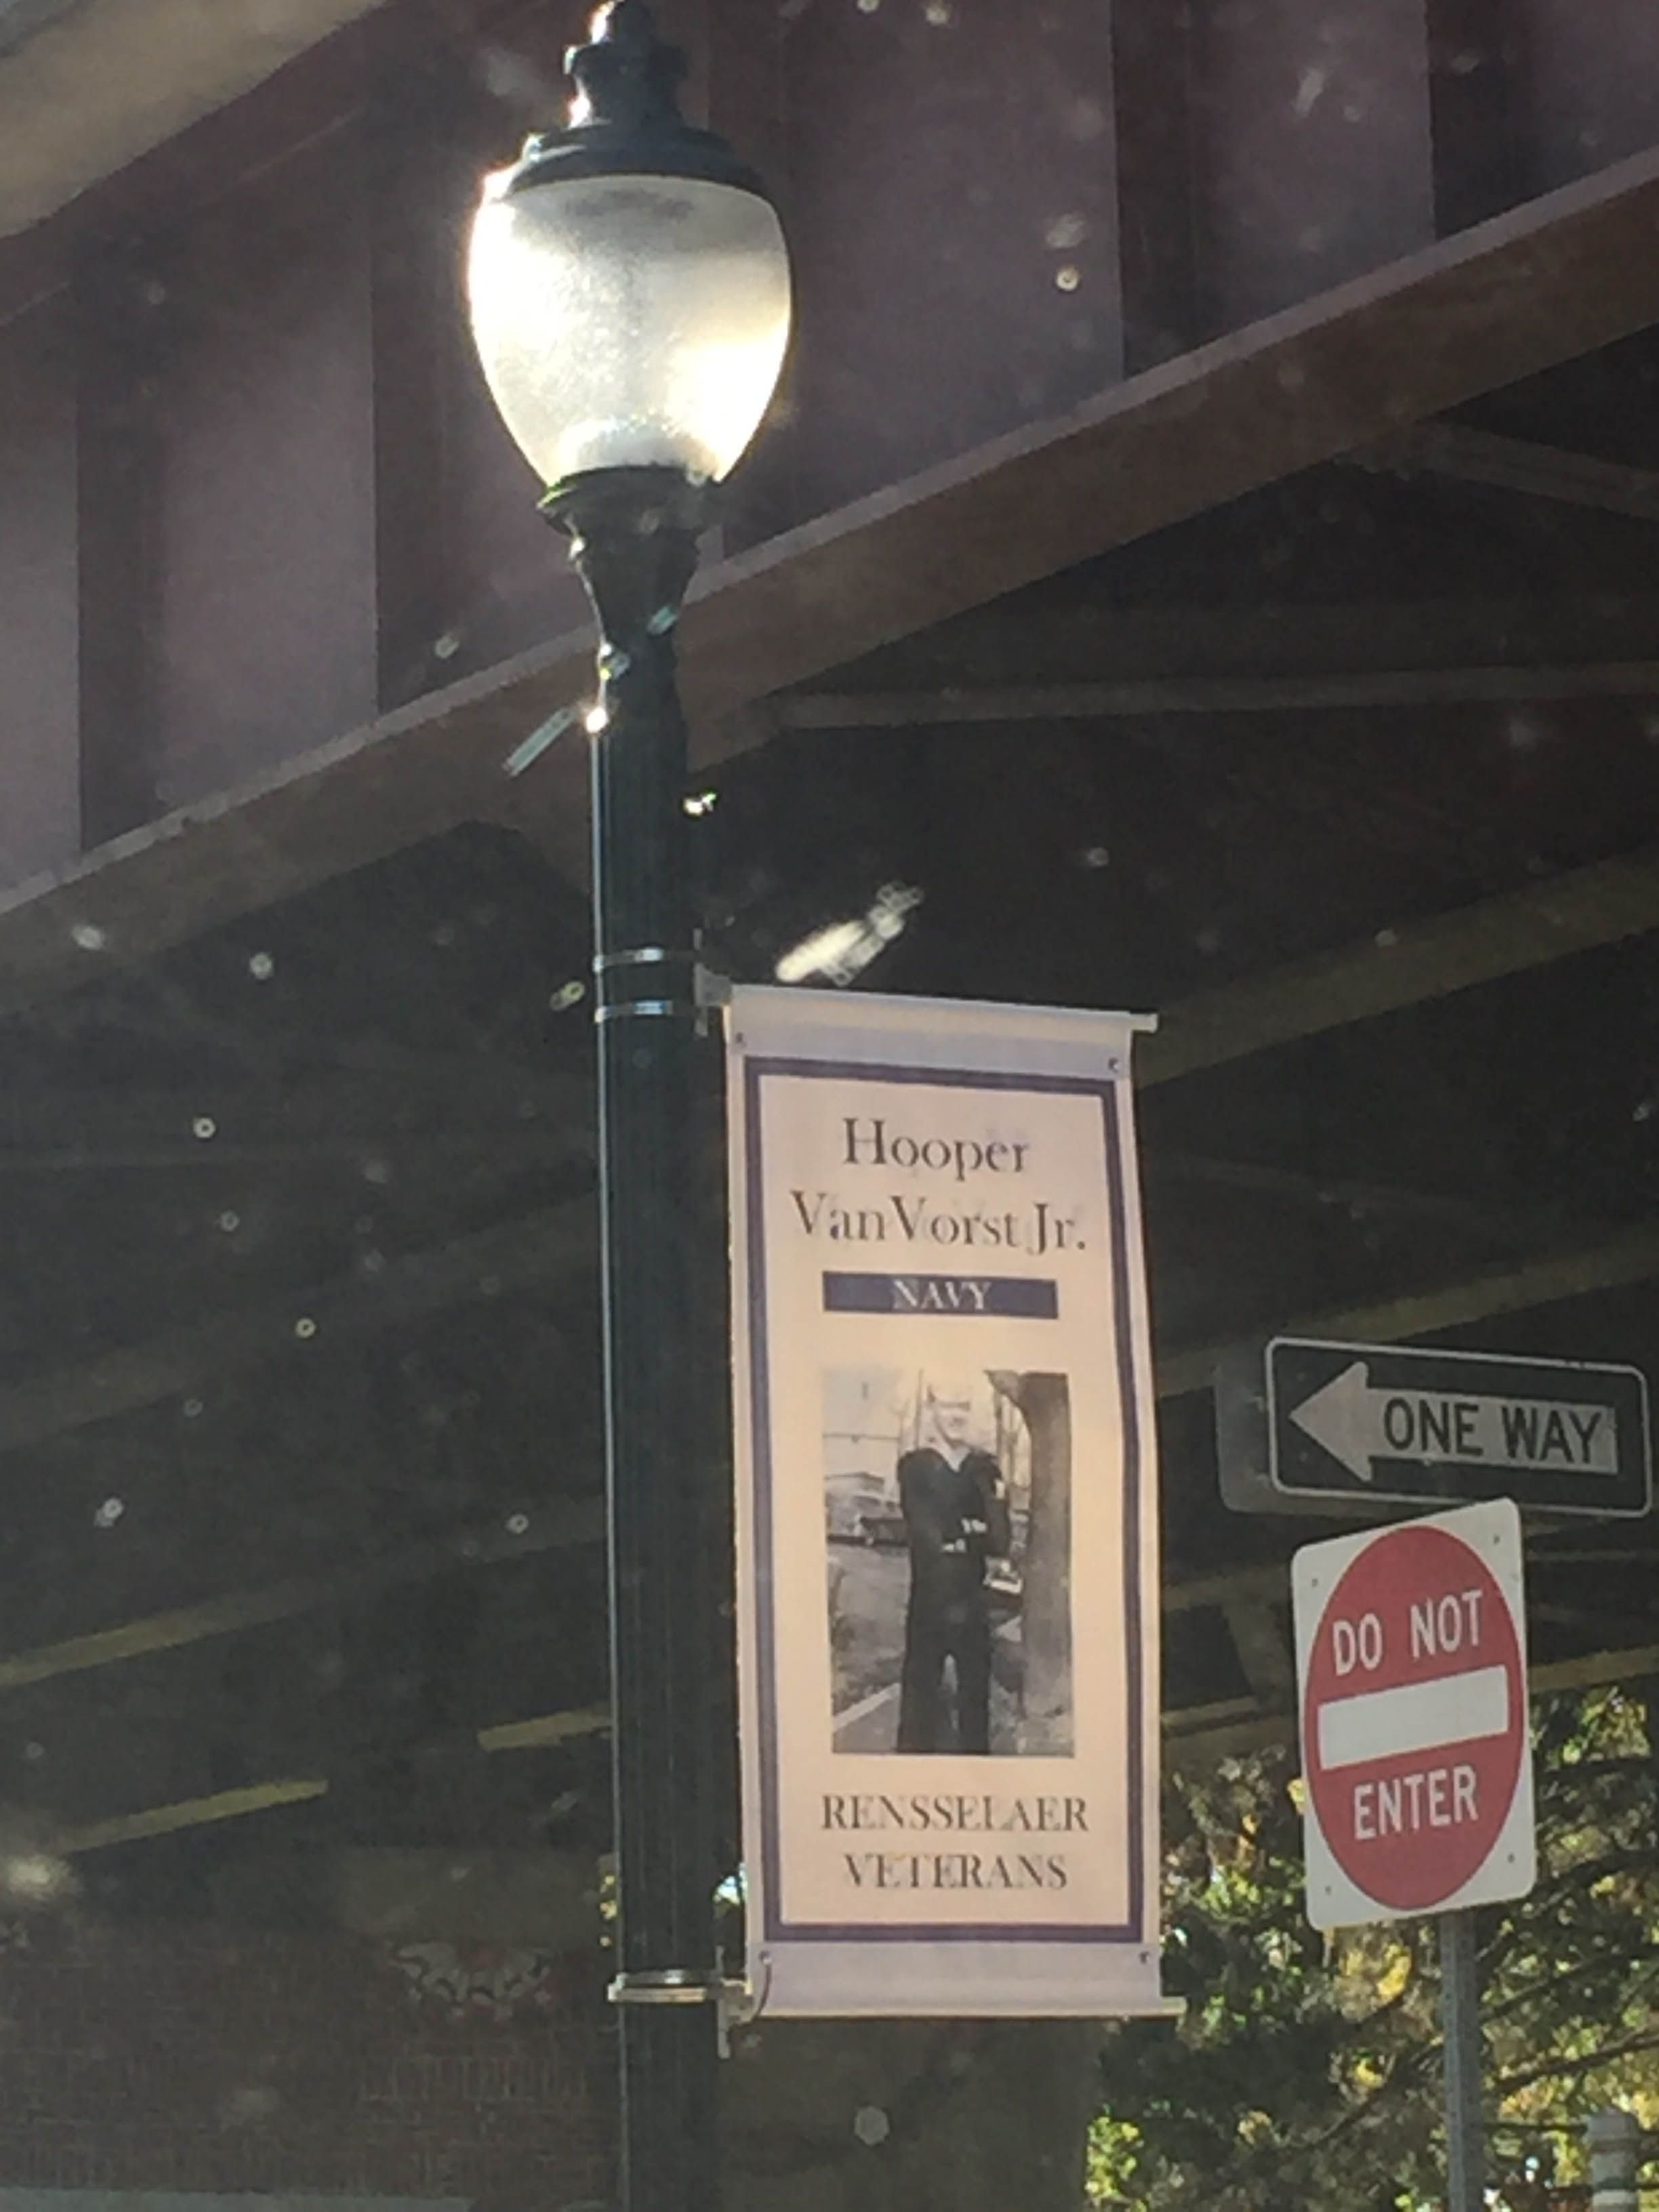 Hooper
VanVorst Jr.
NAVY
RENSSELAER
VETERANS
ONE WAY
DO NOT
ENTER